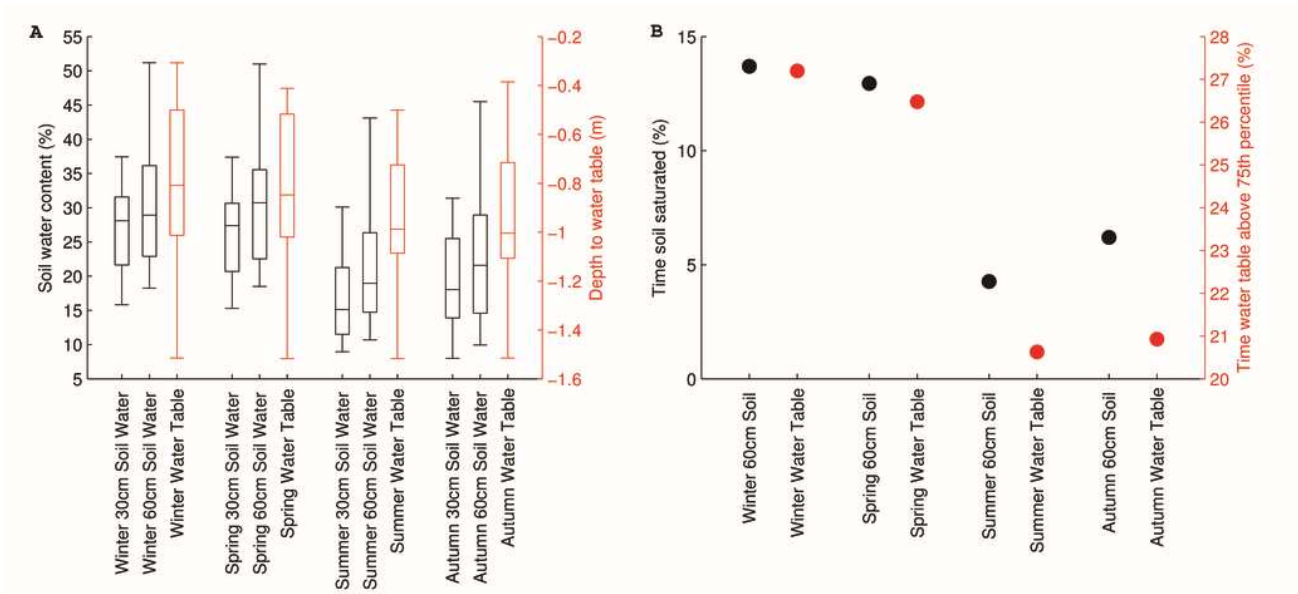 A
55
50
45
40
35
30
25
20
15
10
5
Soil water content (%)
−0.2
−0.4
−0.6
−0.8
−1
−1.2
−1.4
−1.6
Depth to water table (m)
Winter 30cm Soil Water
Winter 60cm Soil Water
Winter Water Table
Spring 30cm Soil Water
Spring 60cm Soil Water
Spring Water Table
Summer 30cm Soil Water
Summer 60cm Soil Water
Summer Water Table
Autumn 30cm Soil Water
Autumn 60cm Soil Water
Autumn Water Table
B
15
10
5
0
Time soil saturated (%)
28
27
26
25
24
23
22
21
20
Time water table above 75th percentile (%)
Winter 60cm Soil
Winter Water Table
Spring 60cm Soil
Spring Water Table
Summer 60cm Soil
Summer Water Table
Autumn 60cm Soil
Autumn Water Table